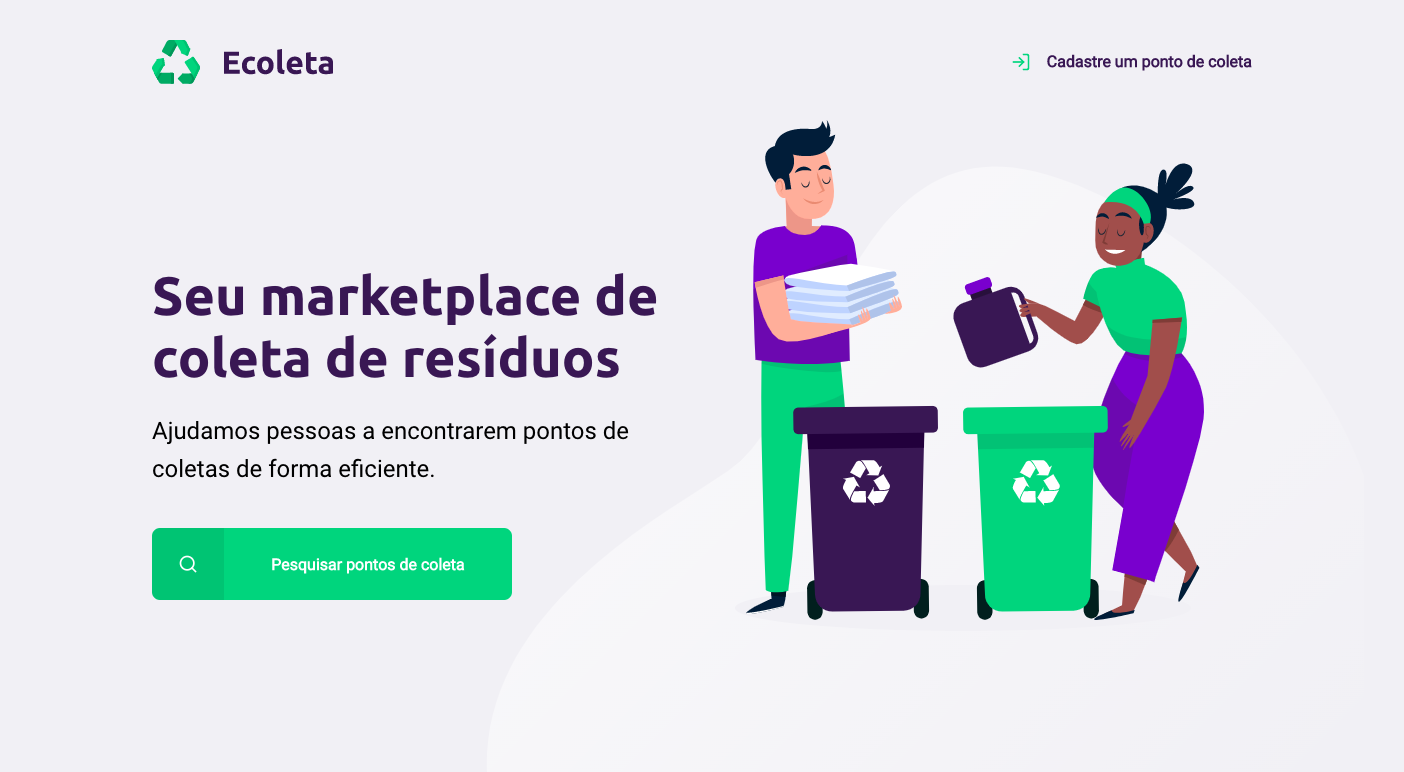 Ecoleta
Cadastre um ponto de coleta
Seu marketplace de
coleta de resíduos
Ajudamos pessoas a encontrarem pontos de
coletas de forma eficiente.
Pesquisar pontos de coleta